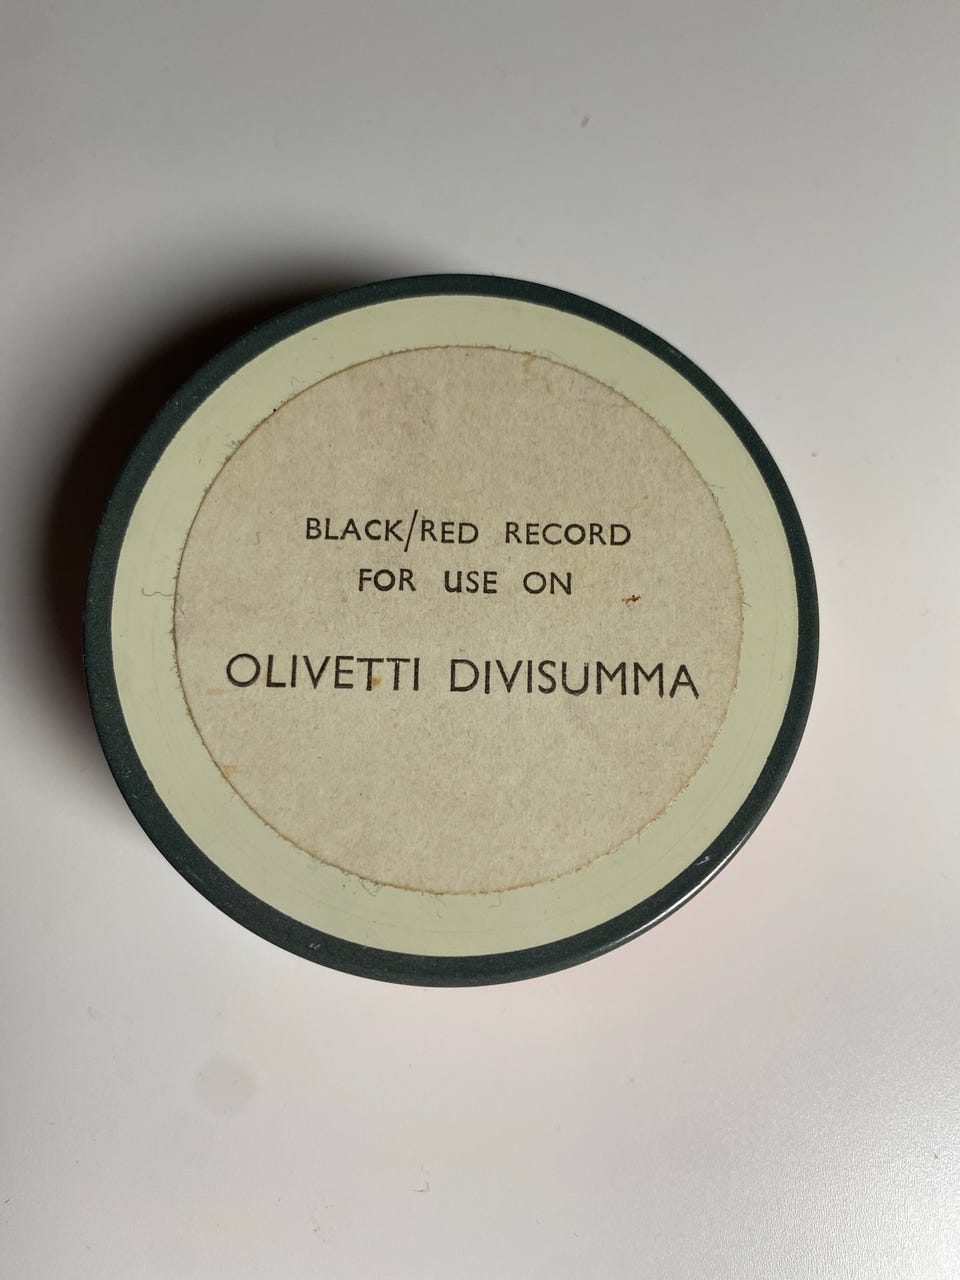 BLACK/RED RECORD
FOR USE ON
OLIVETTI DIVISUMMA